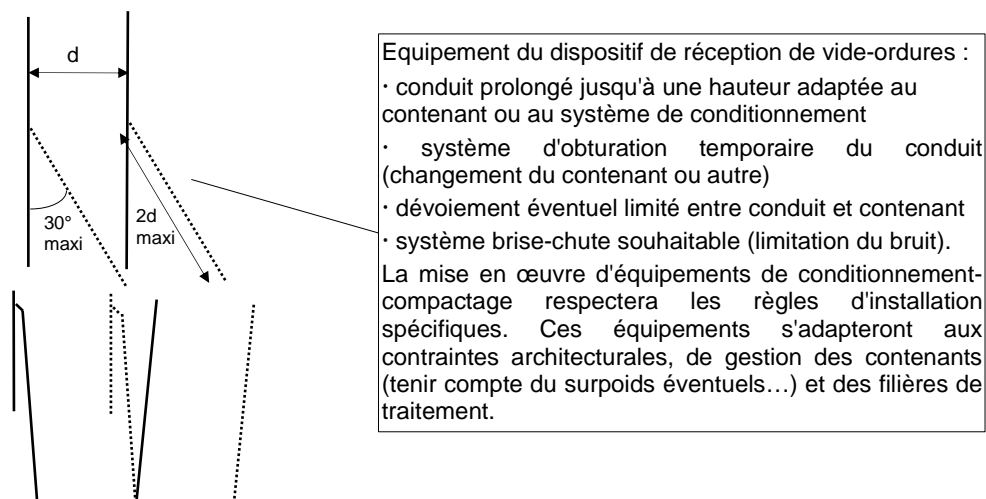 d
30°
maxi
2d
maxi
Equipement du dispositif de réception de vide-ordures :
· conduit prolongé jusqu'à une hauteur adaptée au
contenant ou au système de conditionnement
· système d'obturation temporaire du conduit
(changement du contenant ou autre)
· dévoiement éventuel limité entre conduit et contenant
· système brise-chute souhaitable (limitation du bruit).
La mise en œuvre d'équipements de conditionnement-
compactage respectera les règles d'installation
spécifiques. Ces équipements s'adapteront aux
contraintes architecturales, de gestion des contenants
(tenir compte du surpoids éventuels…) et des filières de
traitement.